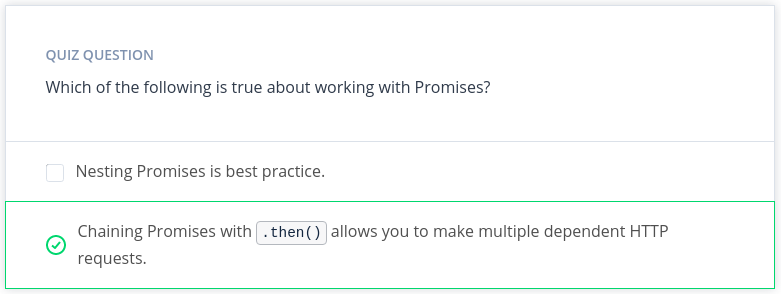 QUIZ QUESTION
Which of the following is true about working with Promises?
Nesting Promises is best practice.
Chaining Promises with .then() allows you to make multiple dependent HTTP
requests.